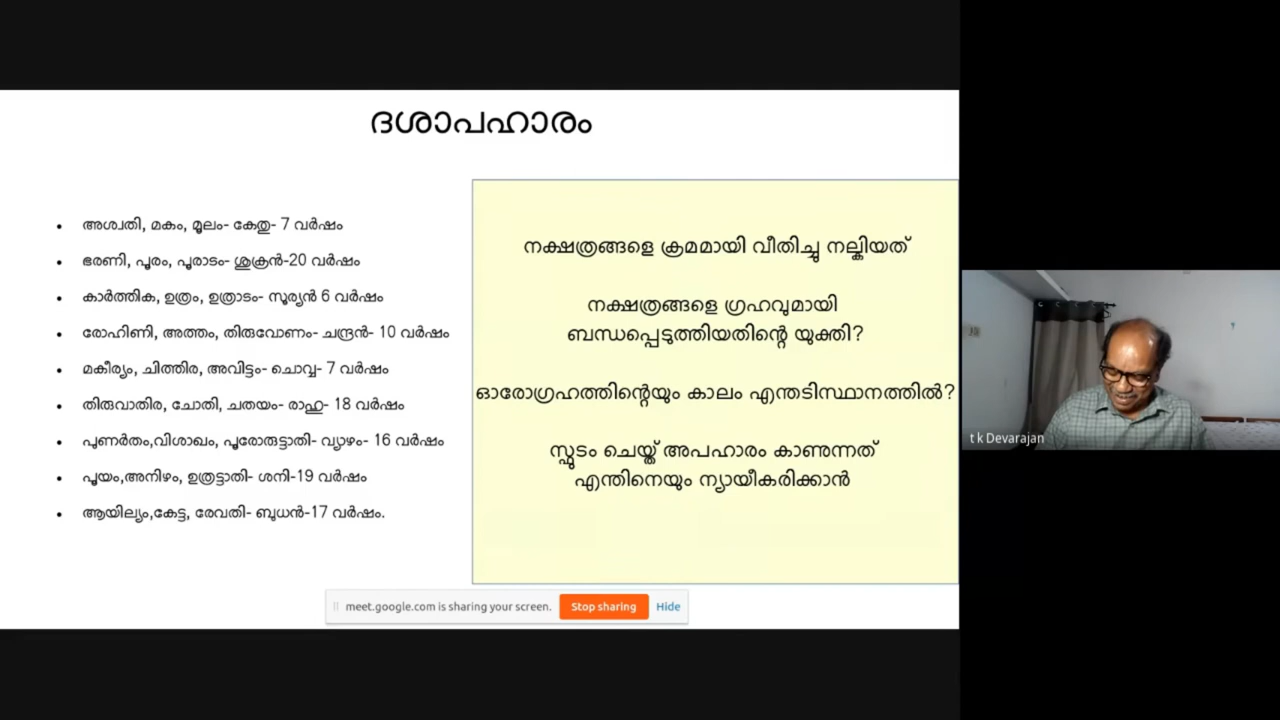 ദശാപഹാരം
• അശ്വതി, മകം, മൂലം- കേതു- 7 വർഷം
• ഭരണി, പൂരം, പൂരാടം- ശുക്രൻ-20 വർഷം
• കാർത്തിക, ഉത്രം, ഉത്രാടം- സൂര്യൻ 6 വർഷം
• രോഹിണി, അത്തം, തിരുവോണം- ചന്ദ്രൻ- 10 വർഷം
• മകീര്യം, ചിത്തിര, അവിട്ടം- ചൊവ്വ- 7 വർഷം
• തിരുവാതിര, ചോതി, ചതയം- രാഹു- 18 വർഷം
• പുണർതം,വിശാഖം, പൂരോരുട്ടാതി- വ്യാഴം- 16 വർഷം
• പൂയം,അനിഴം, ഉത്രട്ടാതി- ശനി-19 വർഷം
• ആയില്യം,കേട്ട, രേവതി- ബുധൻ-17 വർഷം.
നക്ഷത്രങ്ങളെ ക്രമമായി വീതിച്ചു നല്കിയത്
നക്ഷത്രങ്ങളെ ഗ്രഹവുമായി
ബന്ധപ്പെടുത്തിയതിന്റെ യുക്തി?
ഓരോഗ്രഹത്തിന്റെയും കാലം എന്തടിസ്ഥാനത്തിൽ?
സ്ഫുടം ചെയ്ത് അപഹാരം കാണുന്നത്
എന്തിനെയും ന്യായീകരിക്കാൻ
meet.google.com is sharing your screen. Stop sharing Hide
t k Devarajan